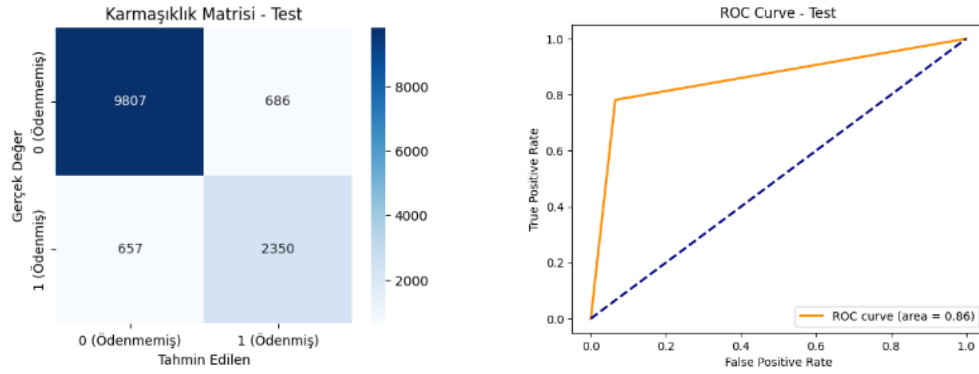 Karmaşıklık Matrisi - Test
0 (Ödenmemiş)
1 (Ödenmiş)
Gerçek Değer
9807
686
657
2350
0 (Ödenmemiş)
1 (Ödenmiş)
Tahmin Edilen
8000
6000
4000
2000
ROC Curve - Test
True Positive Rate
1.0
0.8
0.6
0.4
0.2
0.0
0.0
0.2
0.4
0.6
0.8
1.0
False Positive Rate
ROC curve (area = 0.86)